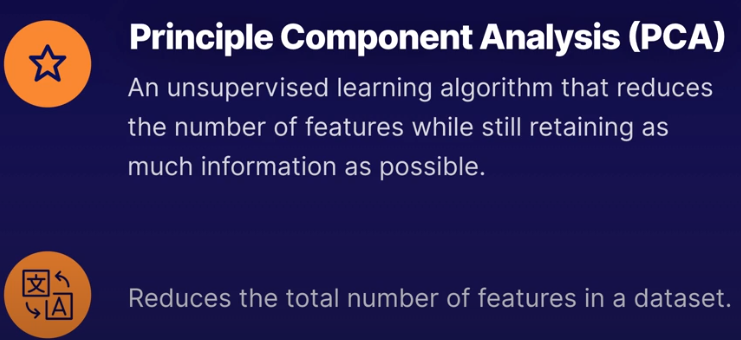 Principle Component Analysis (PCA)
An unsupervised learning algorithm that reduces
the number of features while still retaining as
much information as possible.
文
A
Reduces the total number of features in a dataset.